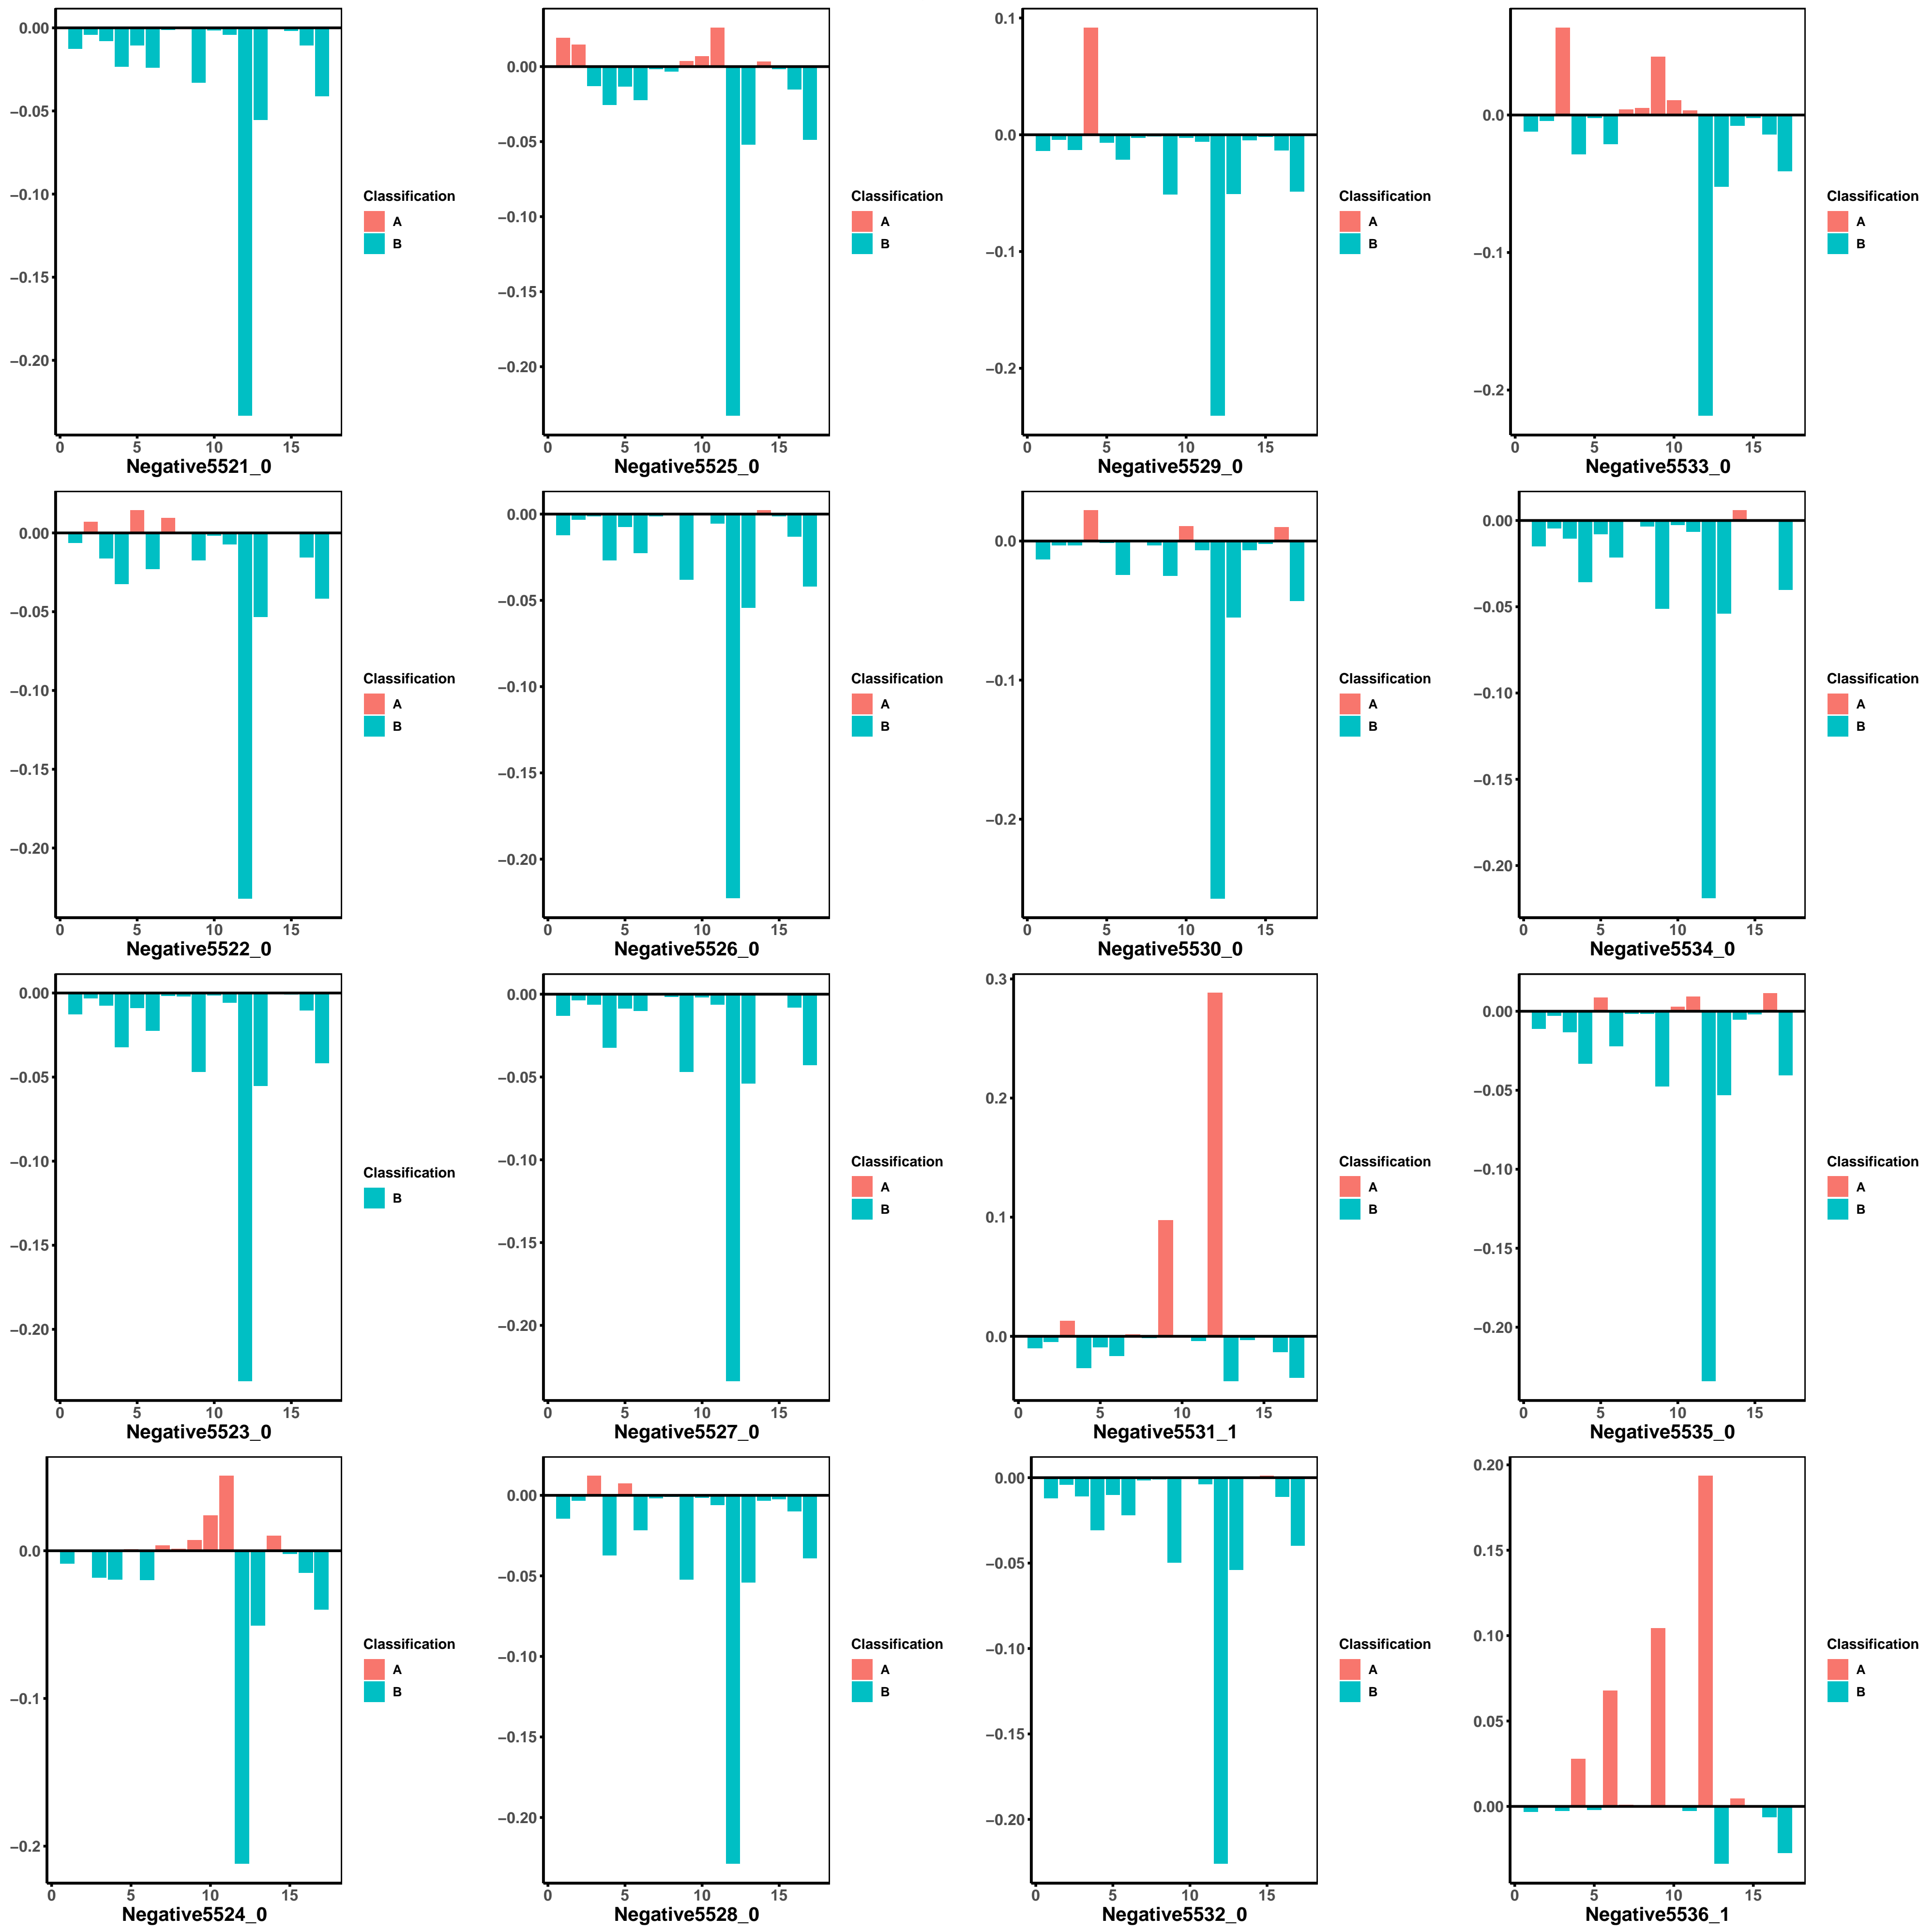 0.00
−0.05
−0.10
−0.15
−0.20
0 5 10 15
Negative5521_0
Classification
A
B
0.00
−0.05
−0.10
−0.15
−0.20
0 5 10 15
Negative5525_0
Classification
A
B
0.1
0.0
−0.1
−0.2
0 5 10 15
Negative5529_0
Classification
A
B
0.0
−0.1
−0.2
0 5 10 15
Negative5533_0
Classification
A
B
0.00
−0.05
−0.10
−0.15
−0.20
0 5 10 15
Negative5522_0
Classification
A
B
0.00
−0.05
−0.10
−0.15
−0.20
0 5 10 15
Negative5526_0
Classification
A
B
0.0
−0.1
−0.2
0 5 10 15
Negative5530_0
Classification
A
B
0.00
−0.05
−0.10
−0.15
−0.20
0 5 10 15
Negative5534_0
Classification
A
B
0.00
−0.05
−0.10
−0.15
−0.20
0 5 10 15
Negative5523_0
Classification
B
0.00
−0.05
−0.10
−0.15
−0.20
0 5 10 15
Negative5527_0
Classification
A
B
0.3
0.2
0.1
0.0
0 5 10 15
Negative5531_1
Classification
A
B
0.00
−0.05
−0.10
−0.15
−0.20
0 5 10 15
Negative5535_0
Classification
A
B
0.0
−0.1
−0.2
0 5 10 15
Negative5524_0
Classification
A
B
0.00
−0.05
−0.10
−0.15
−0.20
0 5 10 15
Negative5528_0
Classification
A
B
0.00
−0.05
−0.10
−0.15
−0.20
0 5 10 15
Negative5532_0
Classification
A
B
0.20
0.15
0.10
0.05
0.00
0 5 10 15
Negative5536_1
Classification
A
B